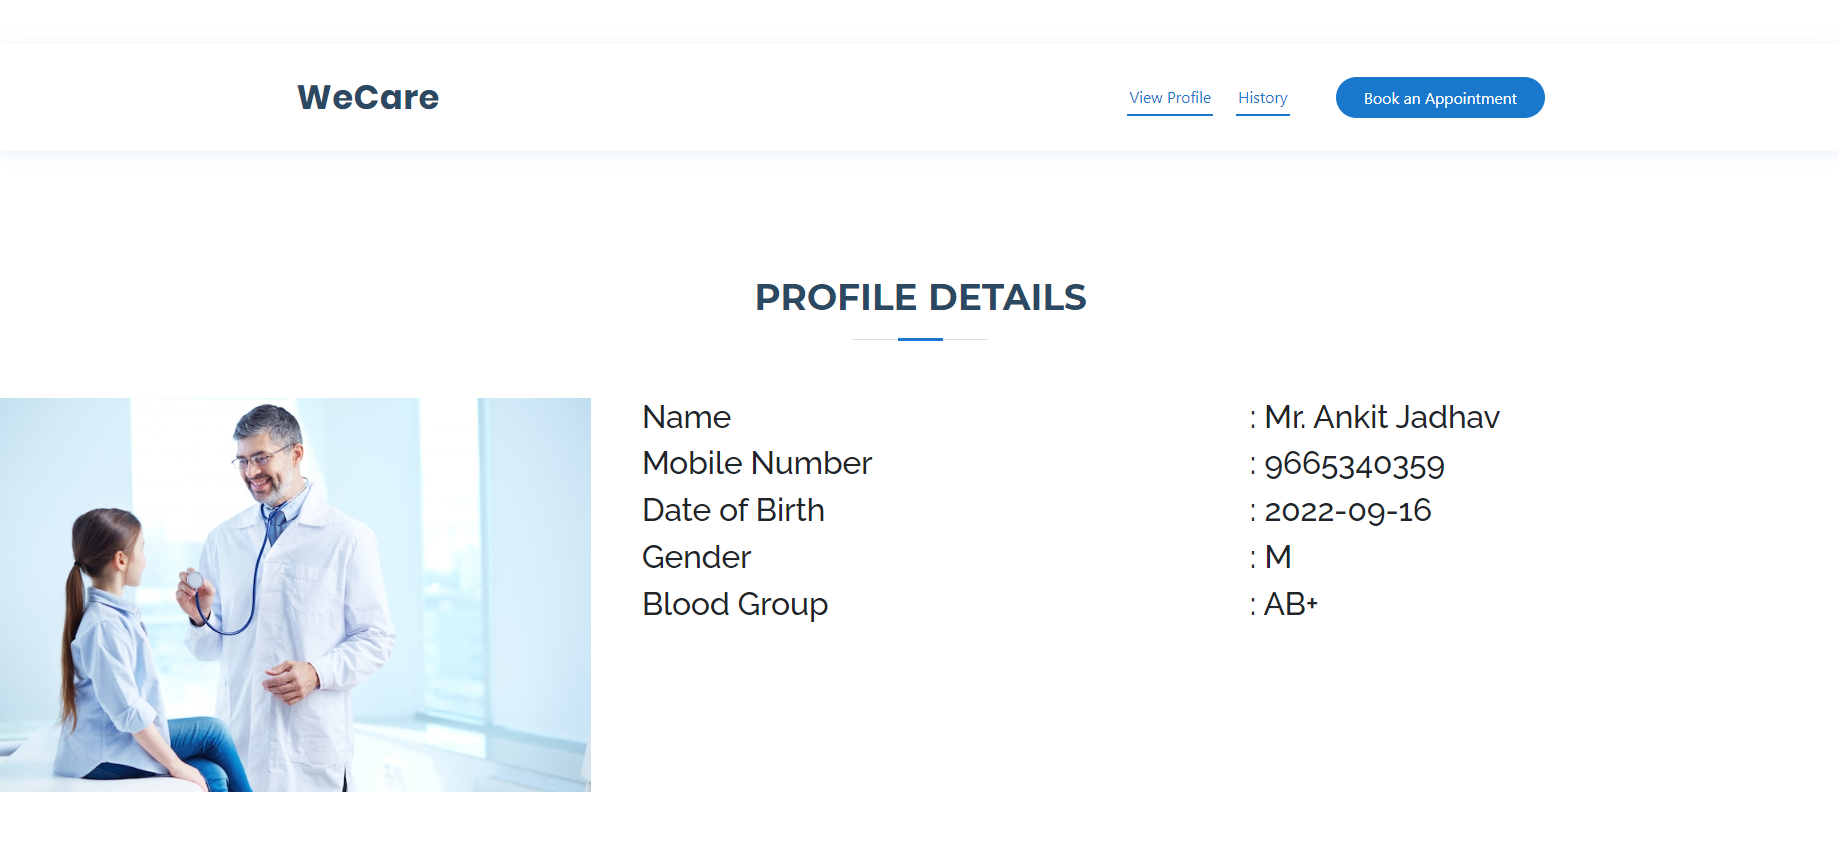 WeCare
View Profile History Book an Appointment
PROFILE DETAILS
Name : Mr. Ankit Jadhav
Mobile Number : 9665340359
Date of Birth : 2022-09-16
Gender : M
Blood Group : AB+